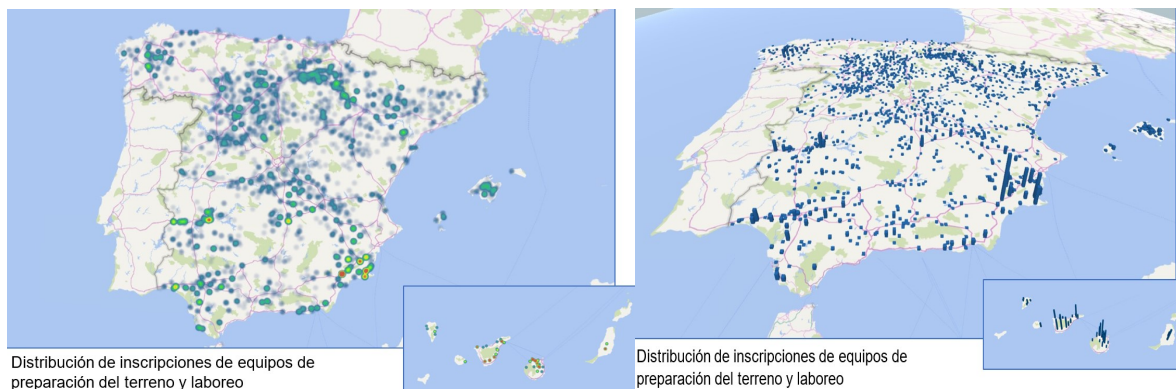 Distribución de inscripciones de equipos de
preparación del terreno y laboreo
Distribución de inscripciones de equipos de
preparación del terreno y laboreo